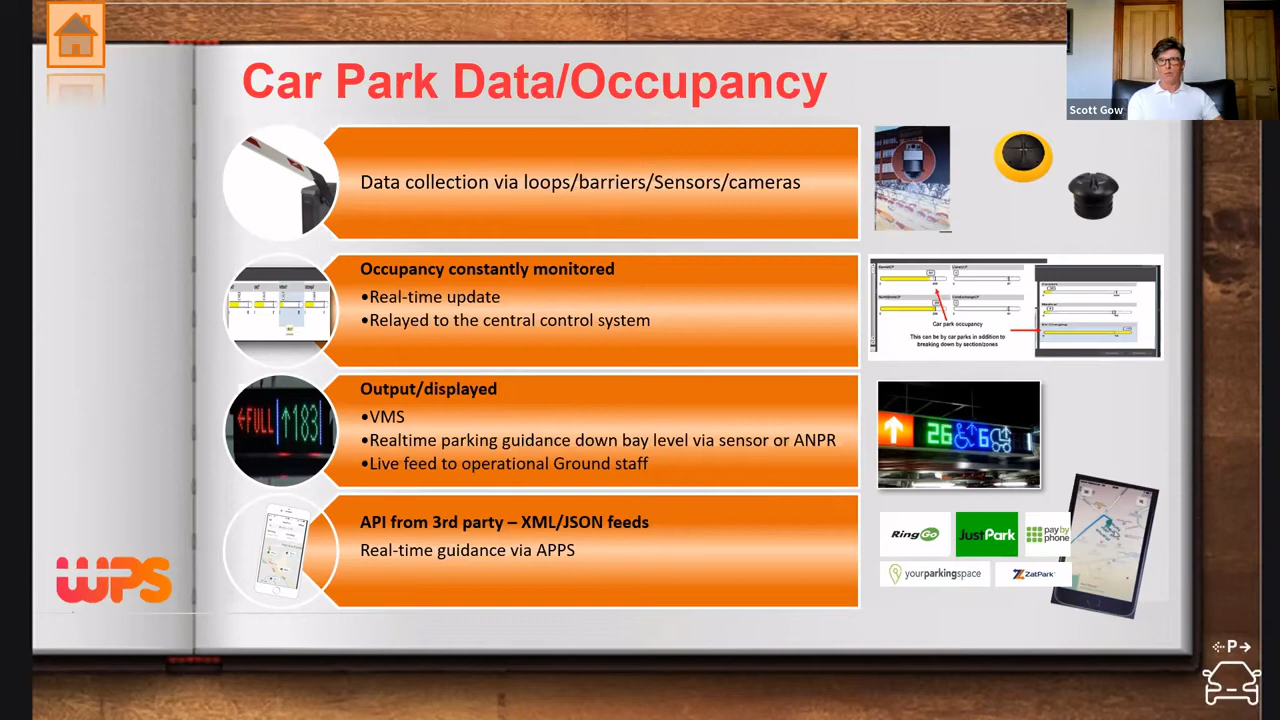 Car Park Data/Occupancy
Scott Gow
Data collection via loops/barriers/Sensors/cameras
Occupancy constantly monitored
•Real-time update
•Relayed to the central control system
Car park occupancy
This can be by car parks in addition to
breaking down by section/zones
Output/displayed
•VMS
•Realtime parking guidance down bay level via sensor or ANPR
•Live feed to operational Ground staff
←FULL ↑183
26 6
API from 3rd party – XML/JSON feeds
Real-time guidance via APPS
RingGo
JustPark
pay by
phone
yourparkingspace
ZatPark
WPS
P